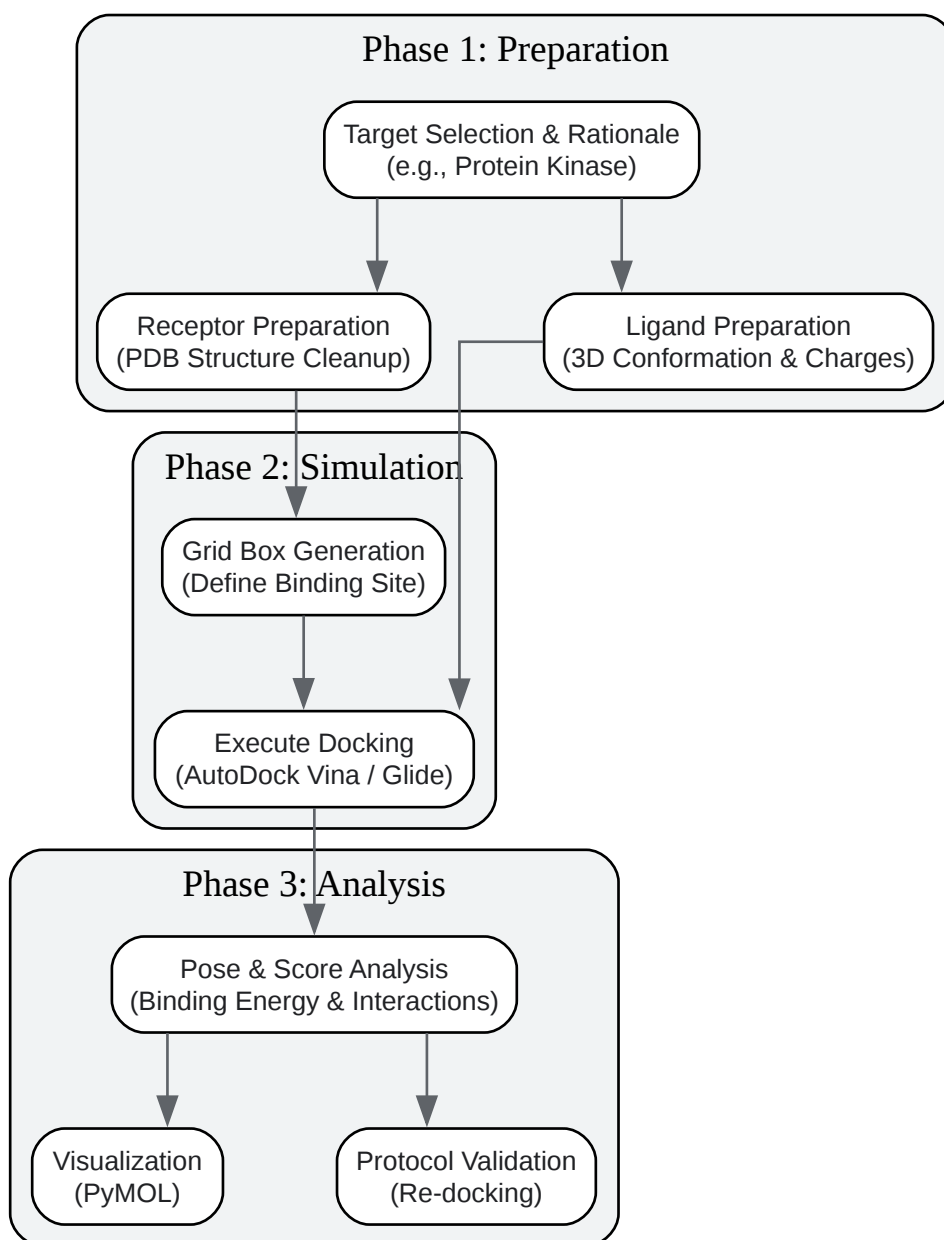 Phase 1: Preparation
Target Selection & Rationale
(e.g., Protein Kinase)
Receptor Preparation
(PDB Structure Cleanup)
Ligand Preparation
(3D Conformation & Charges)
Phase 2: Simulation
Grid Box Generation
(Define Binding Site)
Execute Docking
(AutoDock Vina / Glide)
Phase 3: Analysis
Pose & Score Analysis
(Binding Energy & Interactions)
Visualization
(PyMOL)
Protocol Validation
(Re-docking)